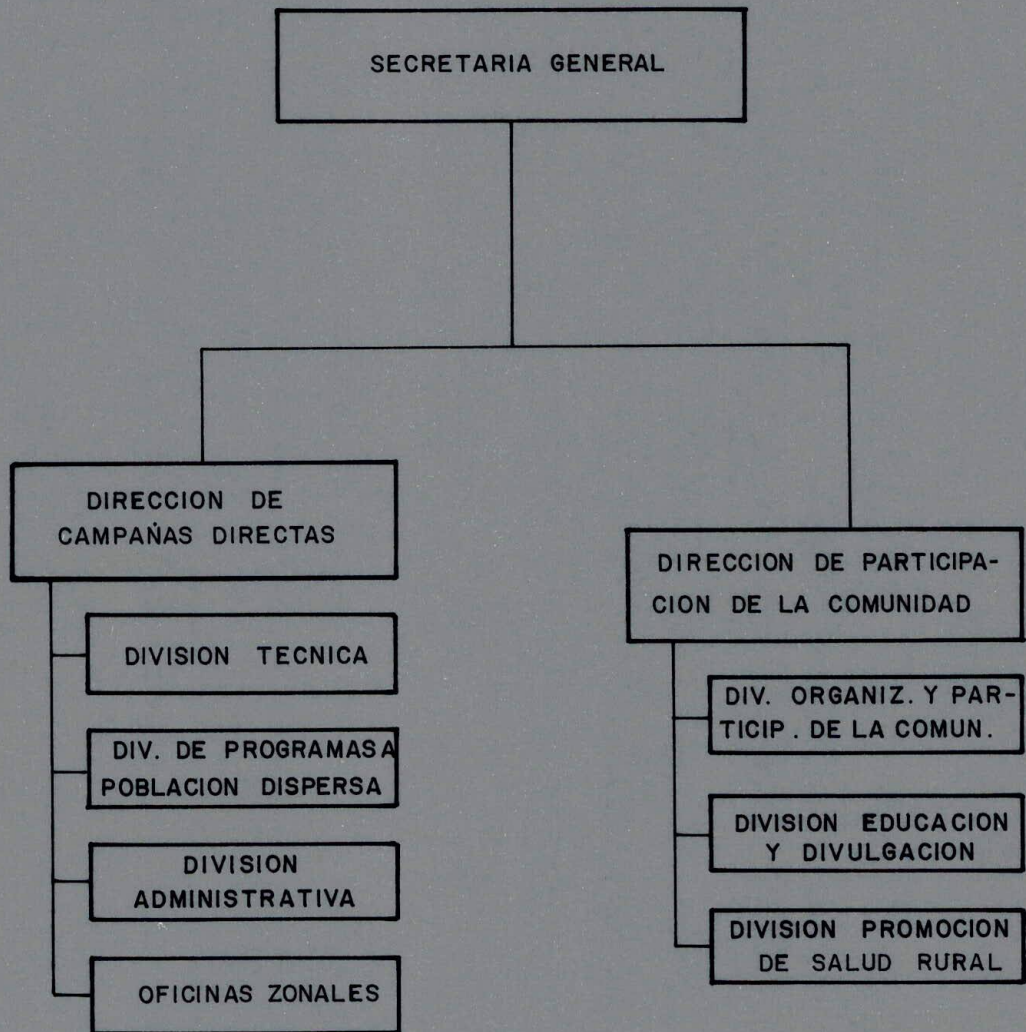 SECRETARIA GENERAL
DIRECCION DE
CAMPAÑAS DIRECTAS
DIVISION TECNICA
DIV. DE PROGRAMAS A
POBLACION DISPERSA
DIVISION
ADMINISTRATIVA
OFICINAS ZONALES
DIRECCION DE PARTICIPA-
CION DE LA COMUNIDAD
DIV. ORGANIZ. Y PAR-
TICIP. DE LA COMUN.
DIVISION EDUCACION
Y DIVULGACION
DIVISION PROMOCION
DE SALUD RURAL